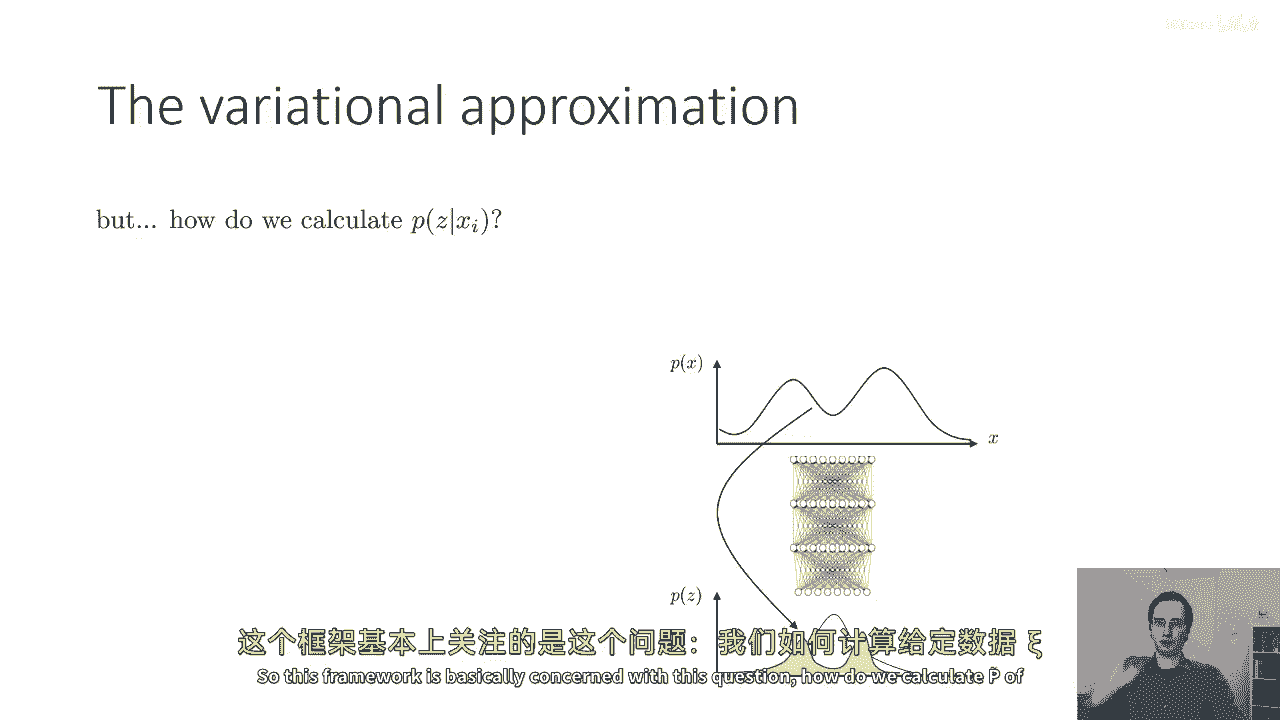 The variational approximation
but... how do we calculate p(z|x_i)?
p(x)
x
p(z)
这个框架基本上关注的是这个问题：我们如何计算给定数据 ξ
So this framework is basically concerned with this question, how do we calculate P of